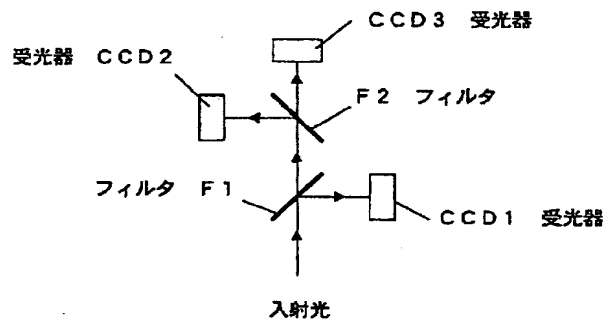 ＣＣＤ３　受光器
受光器　ＣＣＤ２
Ｆ２　フィルタ
フィルタ　Ｆ１
ＣＣＤ１　受光器
入射光